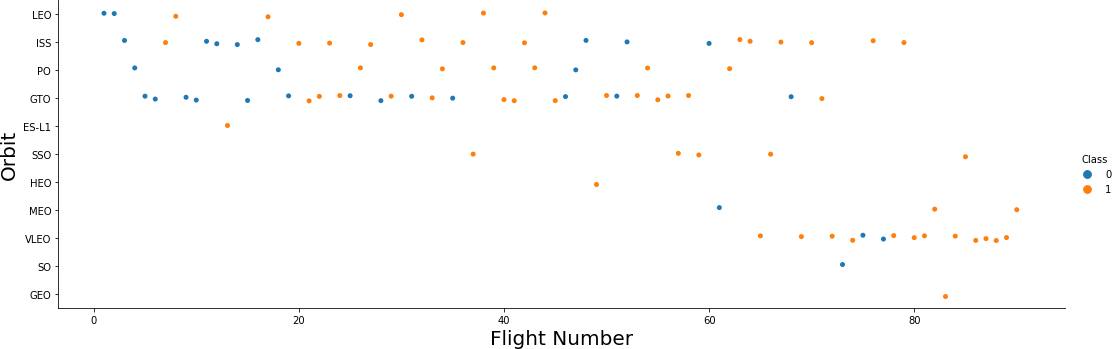 LEO
ISS
PO
GTO
ES-L1
SSO
HEO
MEO
VLEO
SO
GEO
Orbit
0 20 40 60 80
Flight Number
Class
0
1